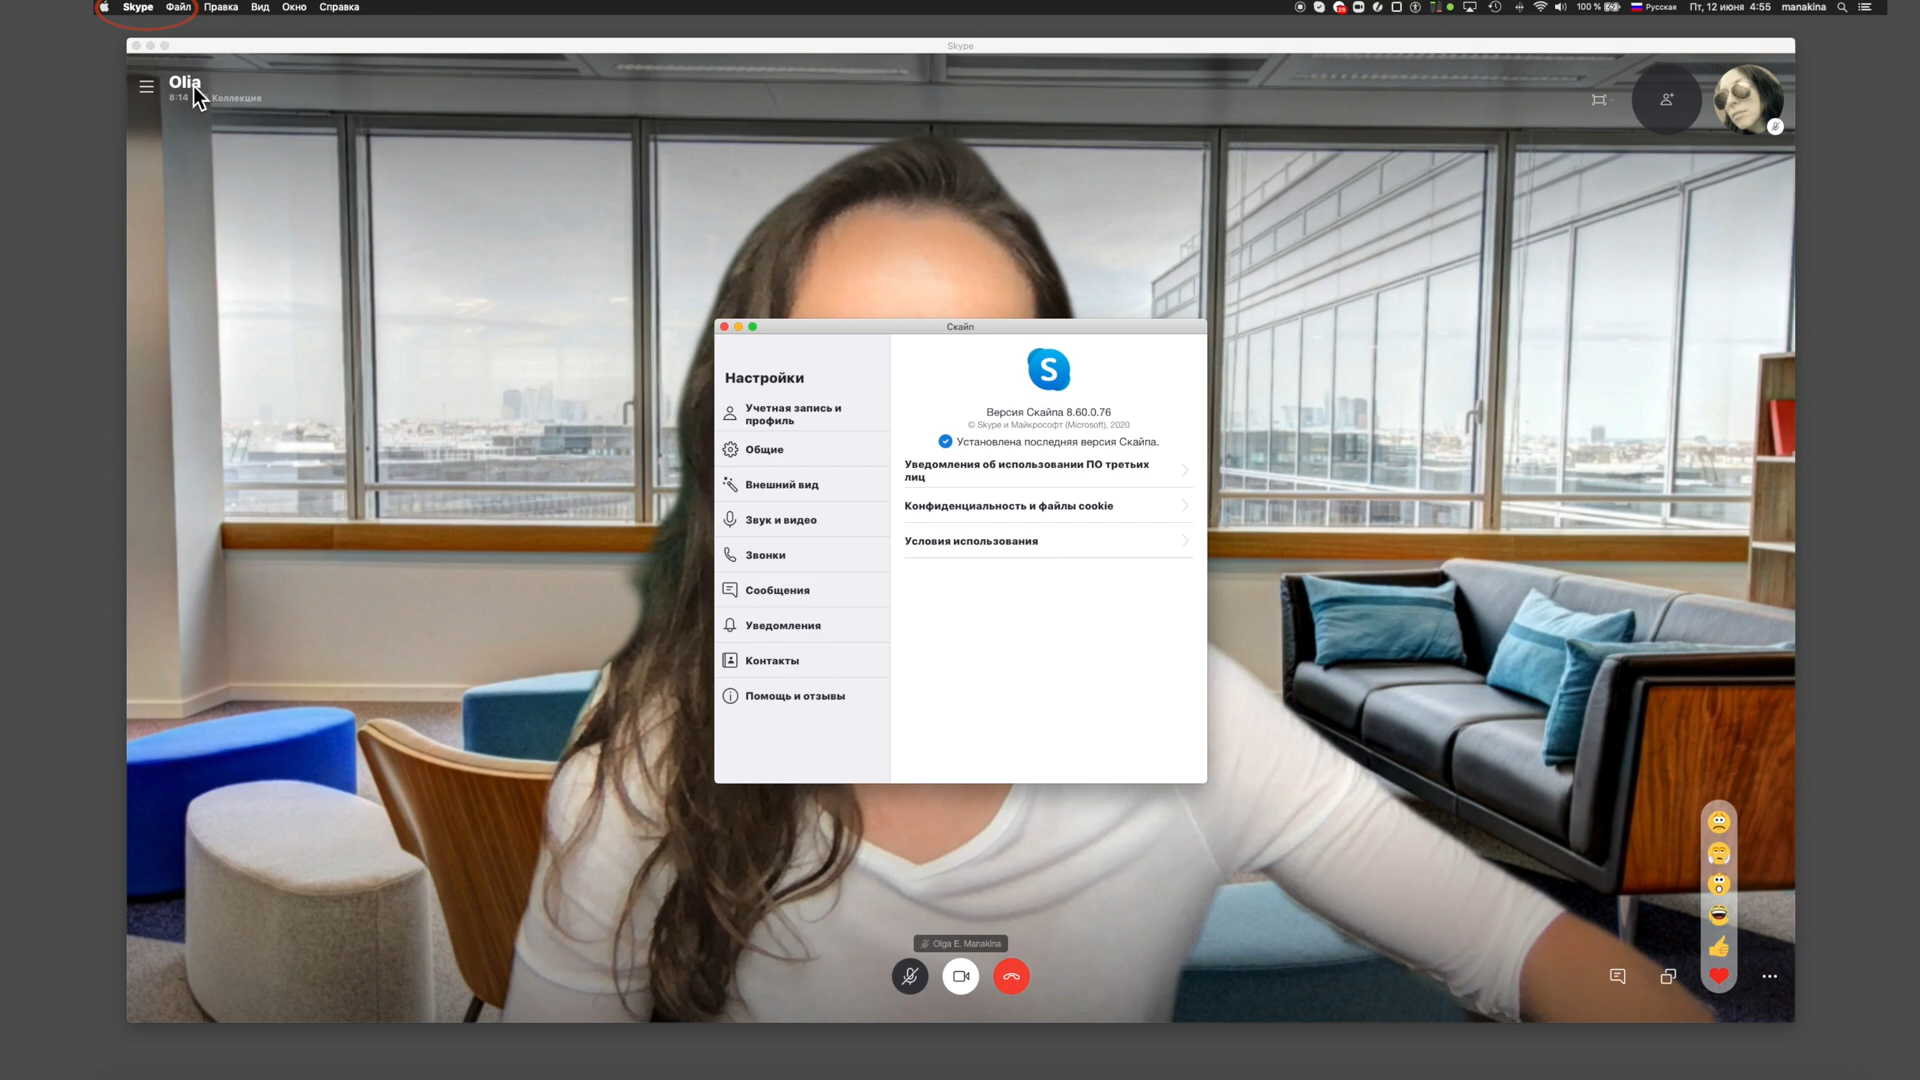 Skype Файл Правка Вид Окно Справка
100 % Русская Пт, 12 июня 4:55 manakina
Skype
Olia
8:14 Коллекция
Скайп
Настройки
Учетная запись и
профиль
Общие
Внешний вид
Звук и видео
Звонки
Сообщения
Уведомления
Контакты
Помощь и отзывы
S
Версия Скайпа 8.60.0.76
© Skype и Майкрософт (Microsoft), 2020
Установлена последняя версия Скайпа.
Уведомления об использовании ПО третьих
лиц
Конфиденциальность и файлы cookie
Условия использования
Olga E. Manakina